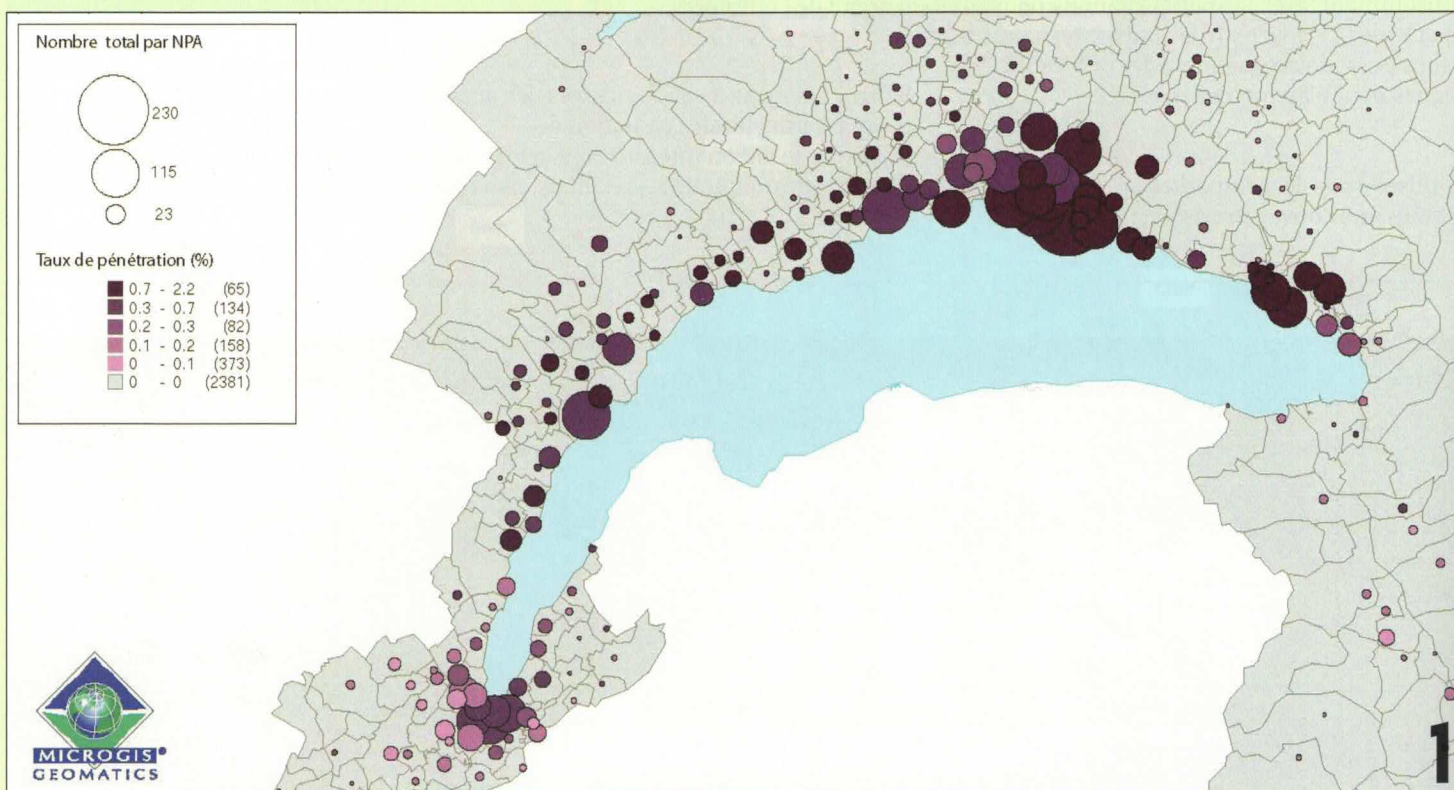 Nombre total par NPA
230
115
23
Taux de pénétration (%)
0.7 - 2.2 (65)
0.3 - 0.7 (134)
0.2 - 0.3 (82)
0.1 - 0.2 (158)
0 - 0.1 (373)
0 - 0 (2381)
MICROGIS®
GEOMATICS
1